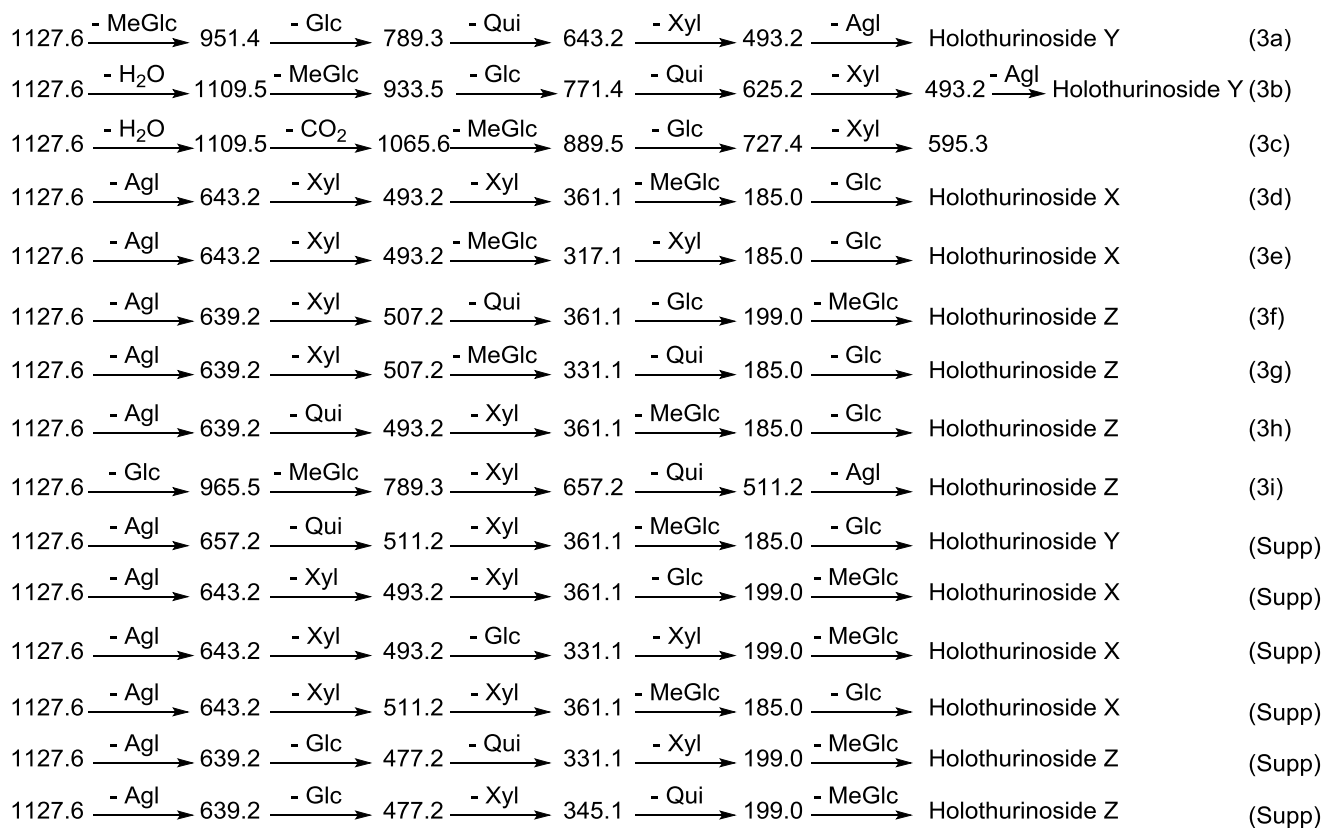 1127.6 - MeGlc 951.4 - Glc 789.3 - Qui 643.2 - Xyl 493.2 - Agl Holothurinoside Y (3a)
1127.6 - H₂O 1109.5 - MeGlc 933.5 - Glc 771.4 - Qui 625.2 - Xyl 493.2 - Agl Holothurinoside Y (3b)
1127.6 - H₂O 1109.5 - CO₂ 1065.6 - MeGlc 889.5 - Glc 727.4 - Xyl 595.3 (3c)
1127.6 - Agl 643.2 - Xyl 493.2 - Xyl 361.1 - MeGlc 185.0 - Glc Holothurinoside X (3d)
1127.6 - Agl 643.2 - Xyl 493.2 - MeGlc 317.1 - Xyl 185.0 - Glc Holothurinoside X (3e)
1127.6 - Agl 639.2 - Xyl 507.2 - Qui 361.1 - Glc 199.0 - MeGlc Holothurinoside Z (3f)
1127.6 - Agl 639.2 - Xyl 507.2 - MeGlc 331.1 - Qui 185.0 - Glc Holothurinoside Z (3g)
1127.6 - Agl 639.2 - Qui 493.2 - Xyl 361.1 - MeGlc 185.0 - Glc Holothurinoside Z (3h)
1127.6 - Glc 965.5 - MeGlc 789.3 - Xyl 657.2 - Qui 511.2 - Agl Holothurinoside Z (3i)
1127.6 - Agl 657.2 - Qui 511.2 - Xyl 361.1 - MeGlc 185.0 - Glc Holothurinoside Y (Supp)
1127.6 - Agl 643.2 - Xyl 493.2 - Xyl 361.1 - Glc 199.0 - MeGlc Holothurinoside X (Supp)
1127.6 - Agl 643.2 - Xyl 493.2 - Glc 331.1 - Xyl 199.0 - MeGlc Holothurinoside X (Supp)
1127.6 - Agl 643.2 - Xyl 511.2 - Xyl 361.1 - MeGlc 185.0 - Glc Holothurinoside X (Supp)
1127.6 - Agl 639.2 - Glc 477.2 - Qui 331.1 - Xyl 199.0 - MeGlc Holothurinoside Z (Supp)
1127.6 - Agl 639.2 - Glc 477.2 - Xyl 345.1 - Qui 199.0 - MeGlc Holothurinoside Z (Supp)